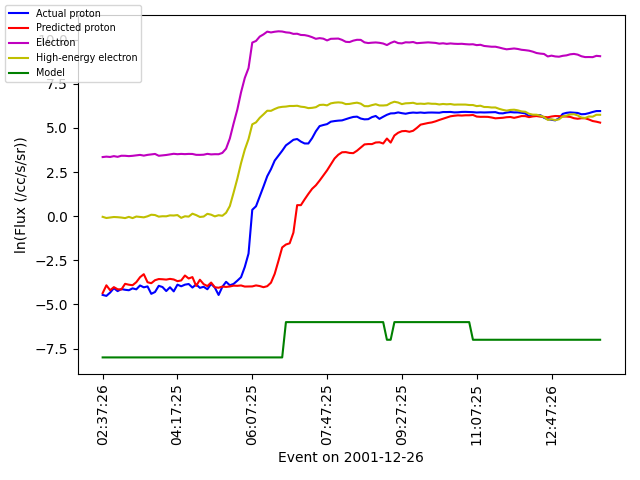 Actual proton
Predicted proton
Electron
High-energy electron
Model
10.0
7.5
5.0
2.5
0.0
−2.5
−5.0
−7.5
ln(Flux (/cc/s/sr))
02:37:26
04:17:25
06:07:25
07:47:25
09:27:25
11:07:25
12:47:26
Event on 2001-12-26